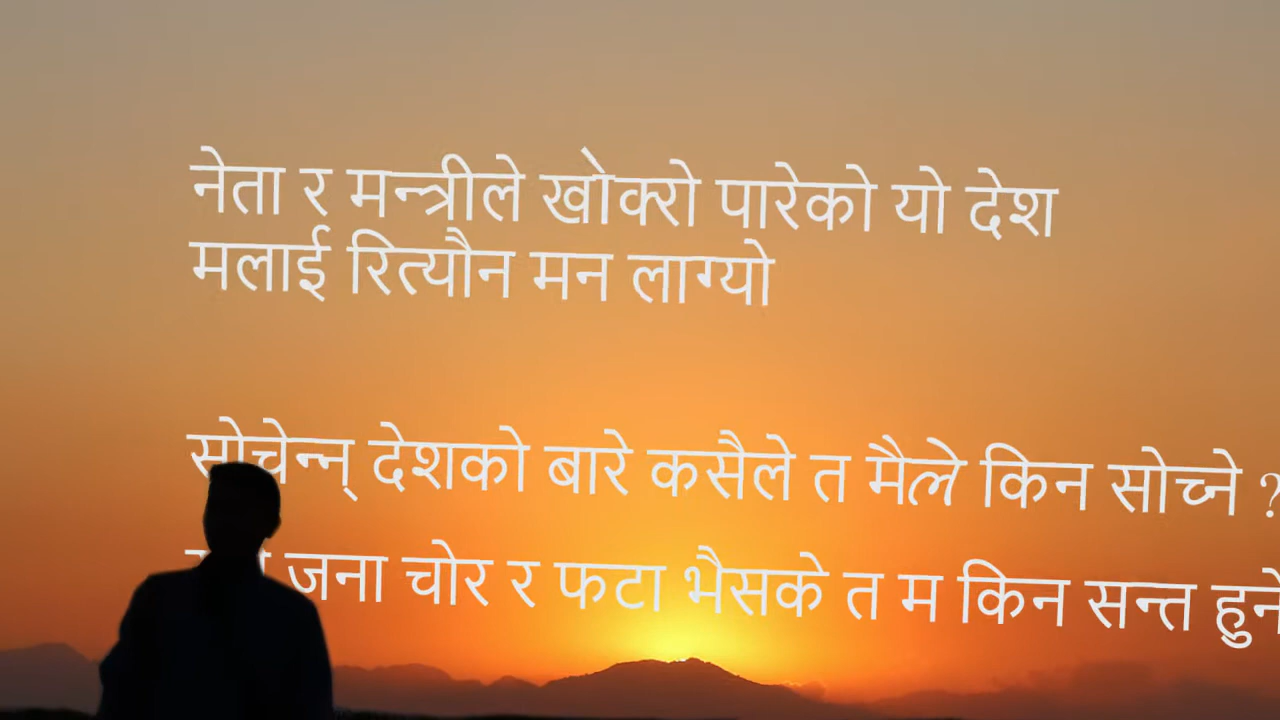 नेता र मन्त्रीले खोक्रो पारेको यो देश
मलाई रित्यौन मन लाग्यो
सोचेन्न् देशको बारे कसैले त मैले किन सोच्ने ?
जना चोर र फटा भैसके त म किन सन्त हुने